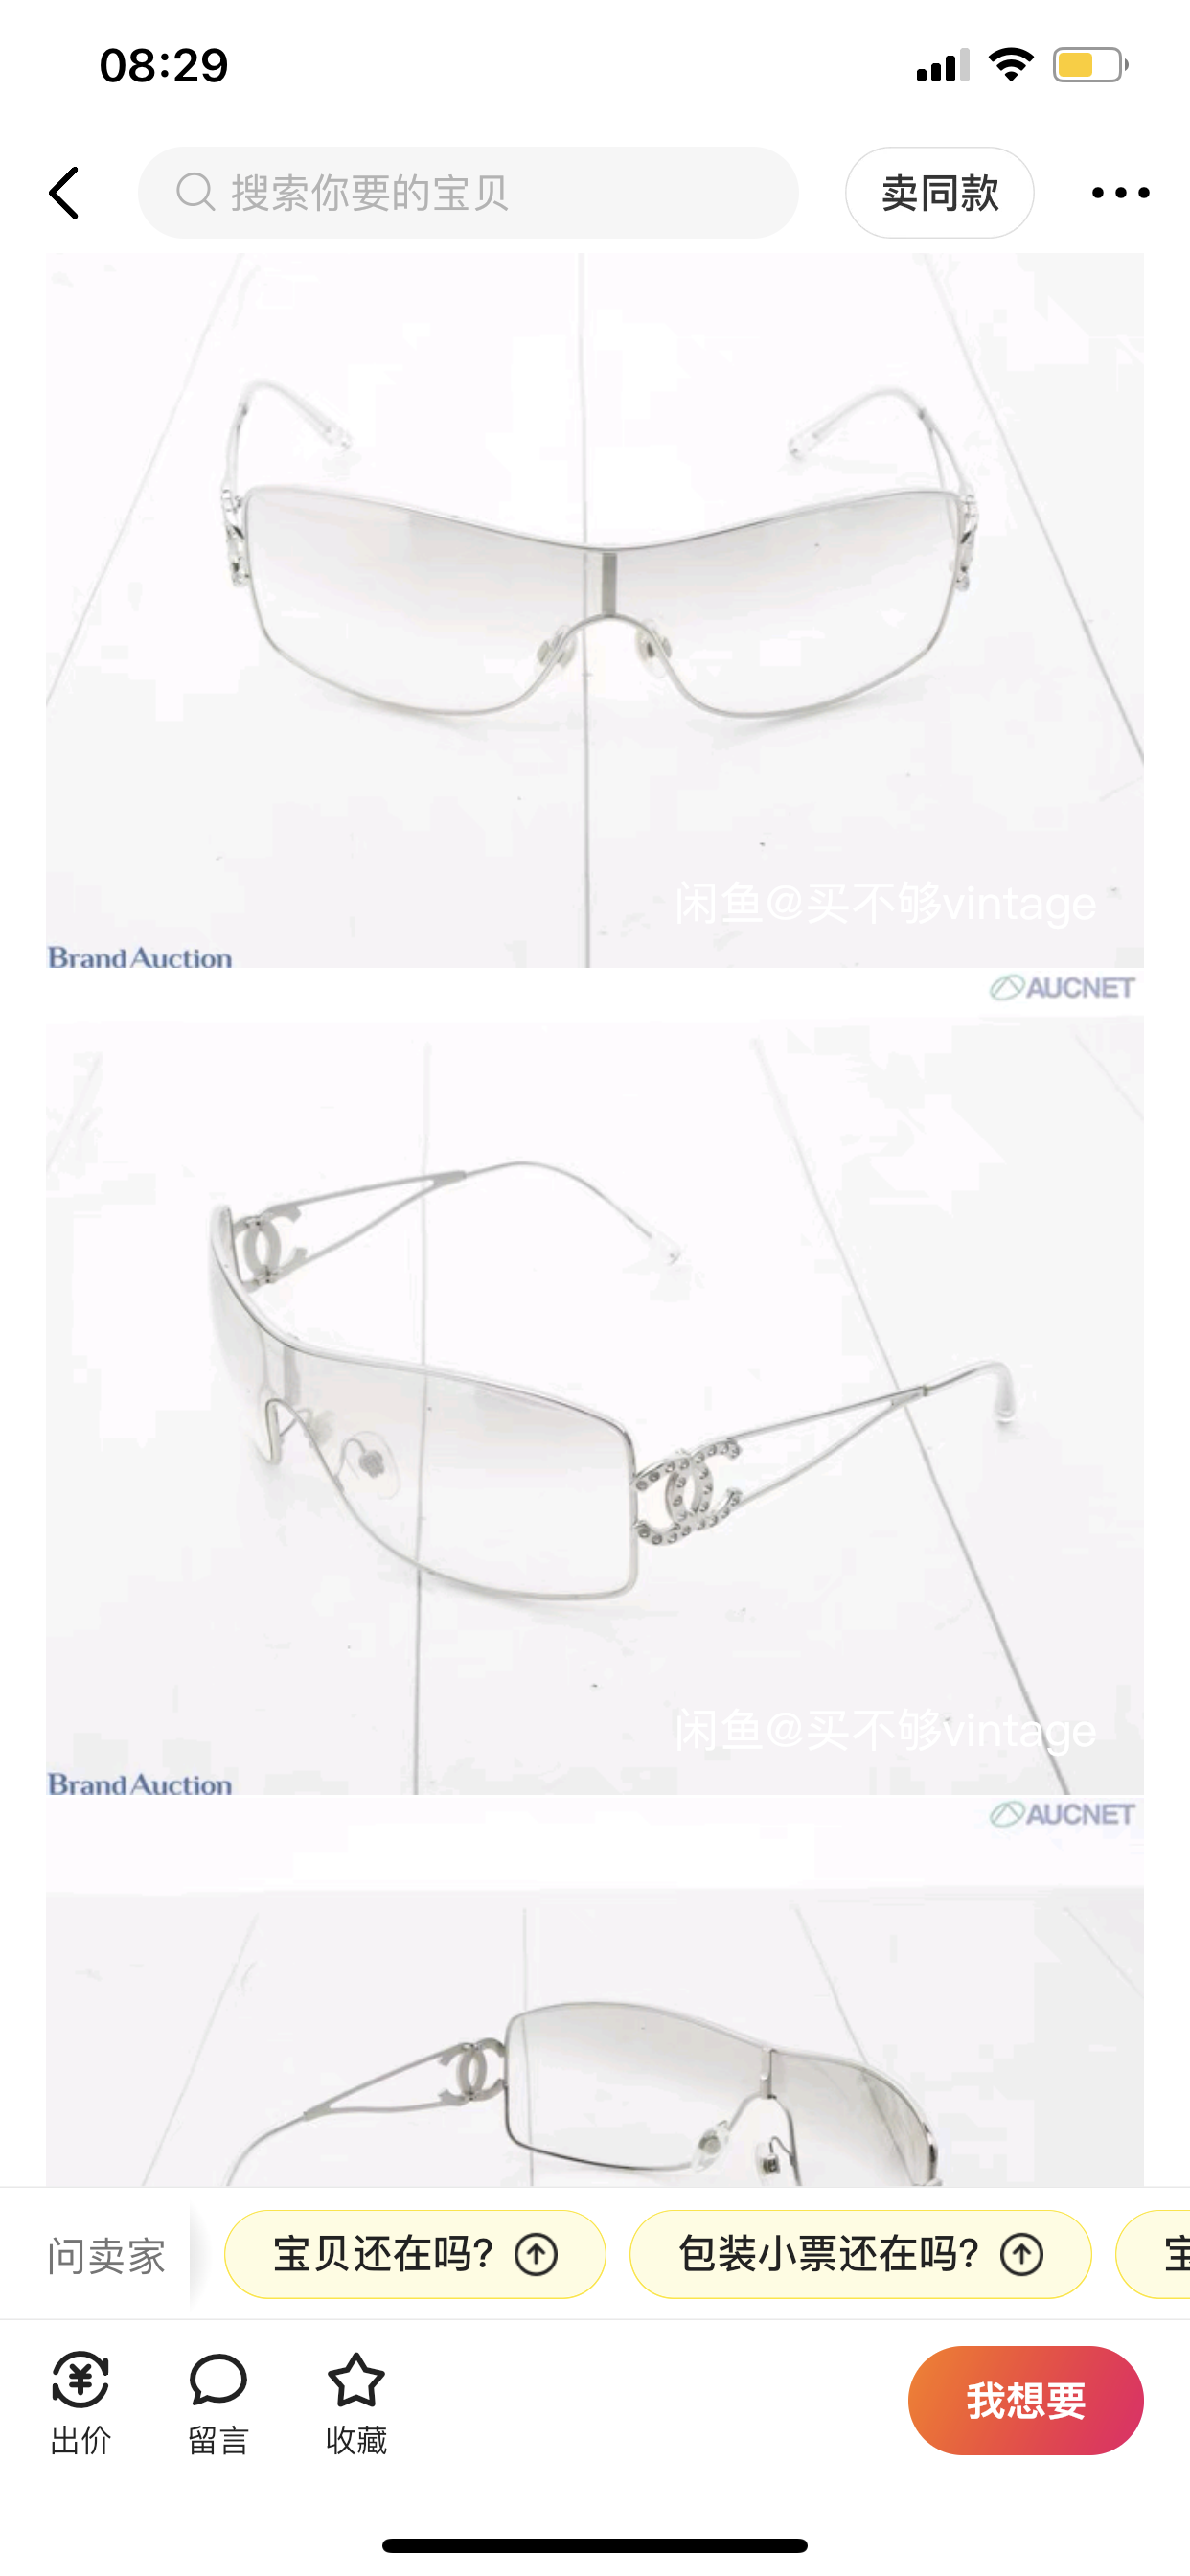 08:29
搜索你要的宝贝
卖同款
闲鱼@买不够vintage
Brand Auction
AUCNET
闲鱼@买不够vintage
Brand Auction
AUCNET
问卖家
宝贝还在吗?
包装小票还在吗?
宝
出价
留言
收藏
我想要